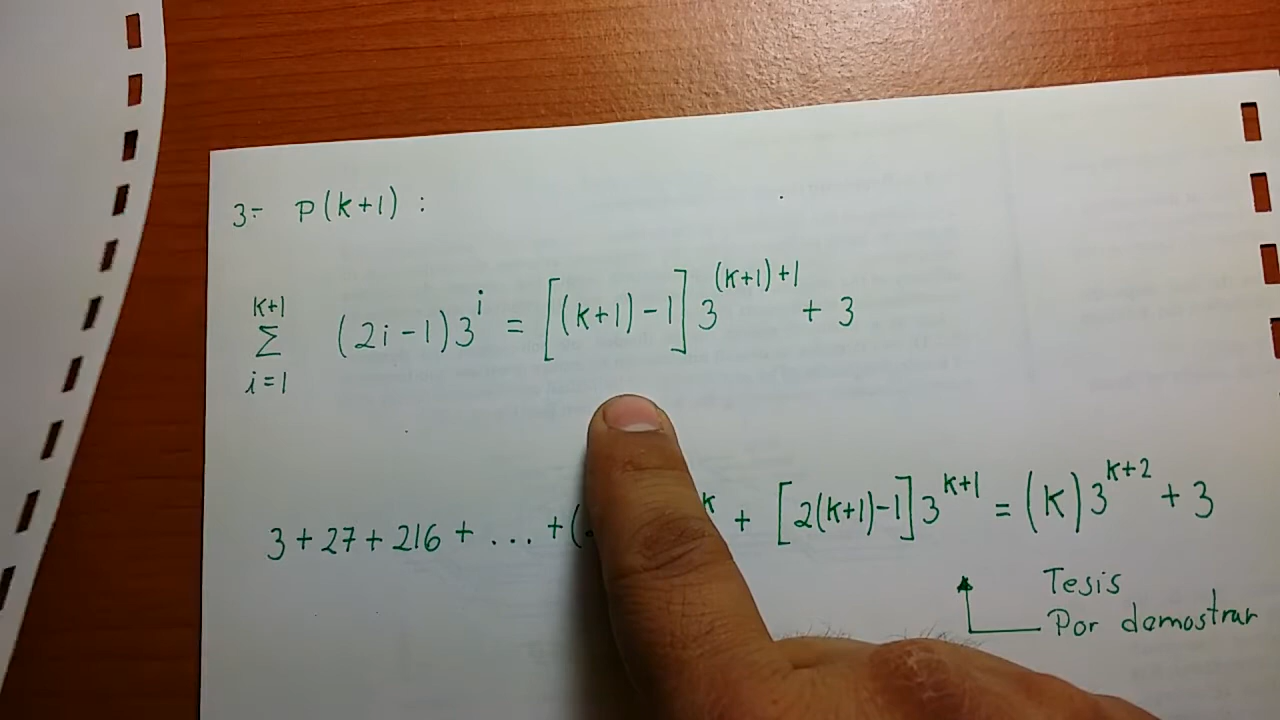 3- P(k+1) :
k+1
Σ (2i-1)3^i = [(k+1)-1] 3^(k+1)+1 + 3
i=1
3+27+216+ ... +( k + [2(k+1)-1]3^k+1 = (k)3^k+2 + 3
Tesis
Por demostrar